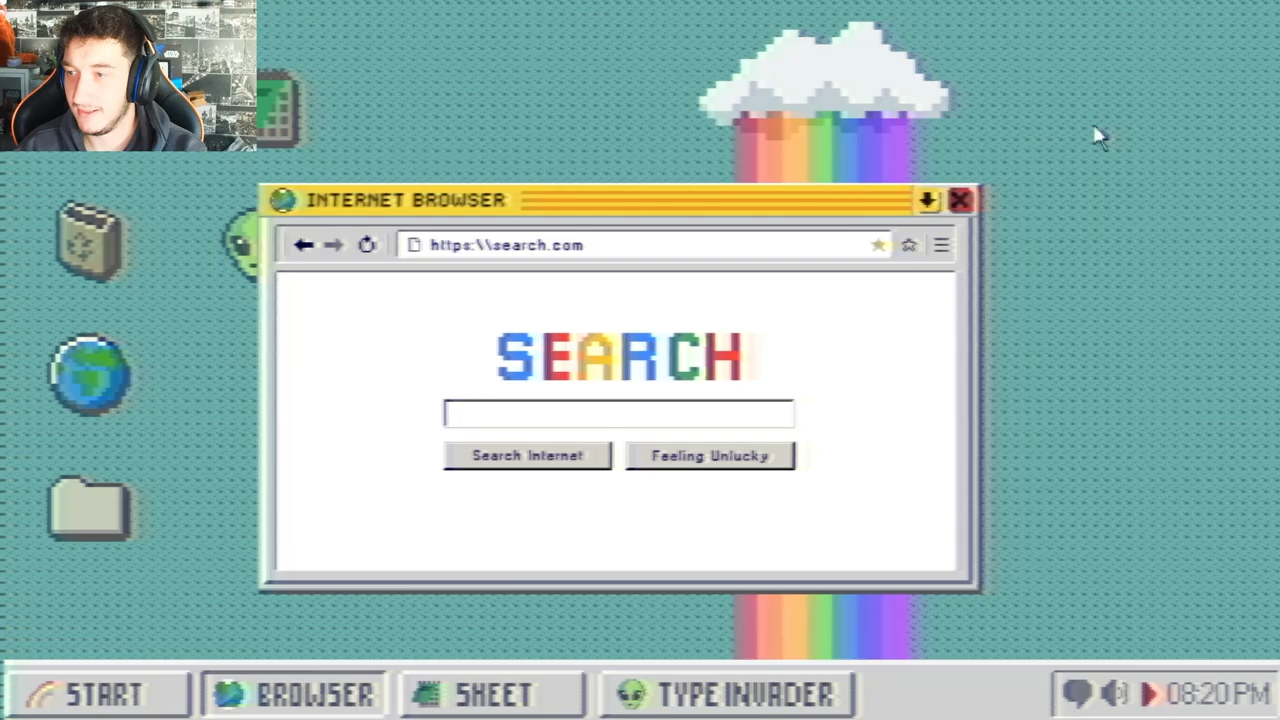 INTERNET BROWSER
https:\\search.com
SEARCH
Search Internet
Feeling Unlucky
START
BROWSER
SHEET
TYPE INVADER
08:20 PM